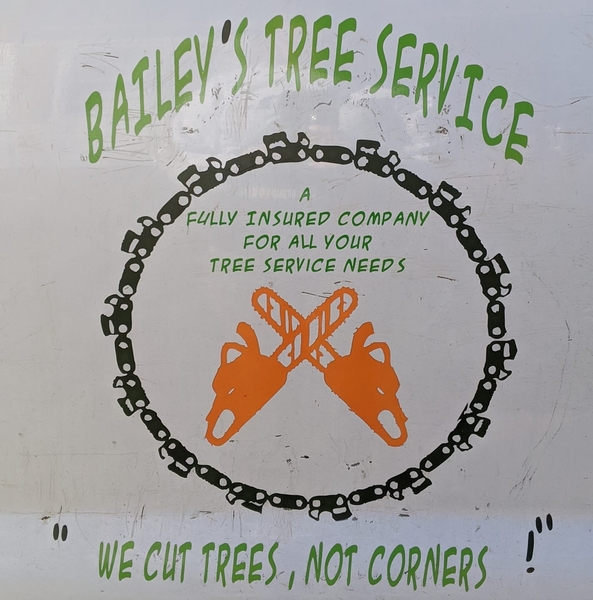 BAILEY'S TREE SERVICE
A
FULLY INSURED COMPANY
FOR ALL YOUR
TREE SERVICE NEEDS
"WE CUT TREES, NOT CORNERS!"